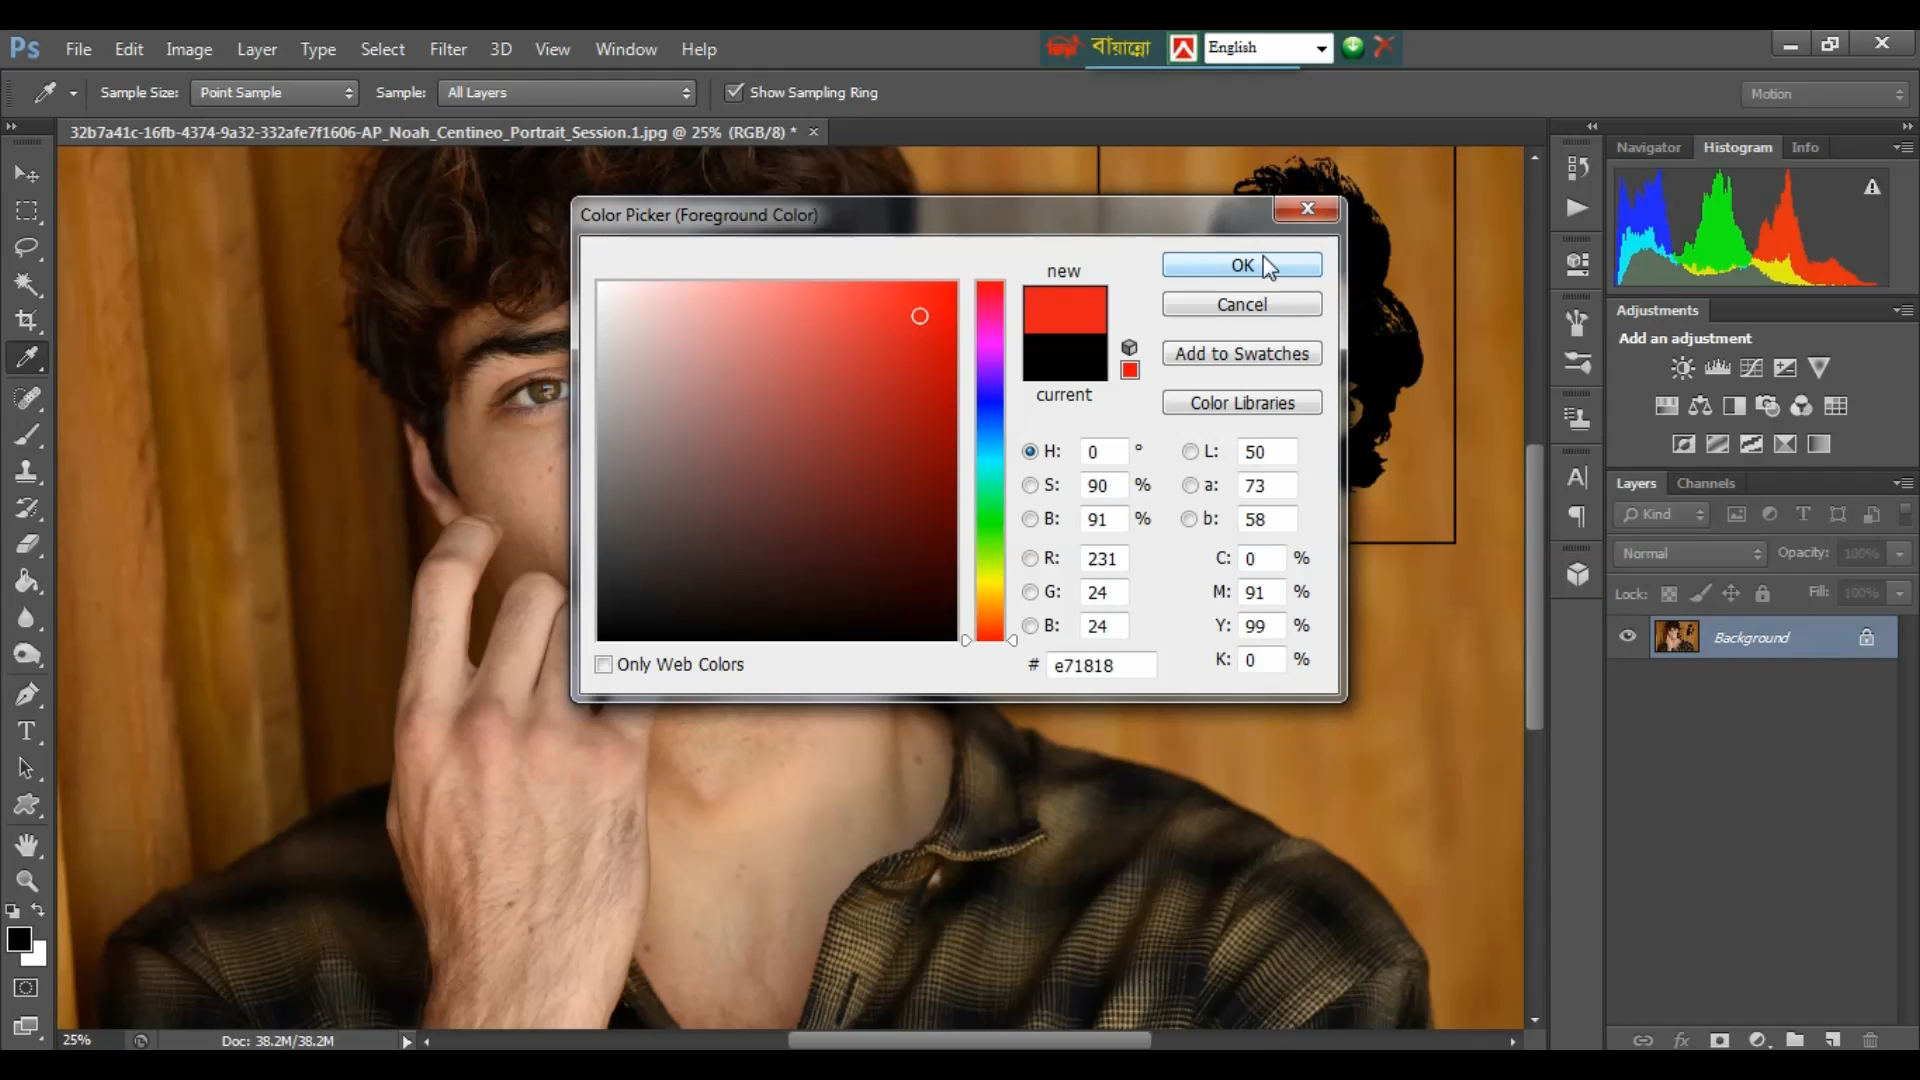 Ps File Edit Image Layer Type Select Filter 3D View Window Help
বায়ান্নো English
Sample Size: Point Sample Sample: All Layers Show Sampling Ring Motion
32b7a41c-16fb-4374-9a32-332afe7f1606-AP_Noah_Centineo_Portrait_Session.1.jpg @ 25% (RGB/8) * ×
Navigator Histogram Info
Color Picker (Foreground Color)
new
current
OK
Cancel
Add to Swatches
Color Libraries
H: 0 °
S: 90 %
B: 91 %
R: 231
G: 24
B: 24
# e71818
L: 50
a: 73
b: 58
C: 0 %
M: 91 %
Y: 99 %
K: 0 %
Only Web Colors
Adjustments
Add an adjustment
Layers Channels
Kind
Normal Opacity: 100%
Lock: Fill: 100%
Background
25% Doc: 38.2M/38.2M